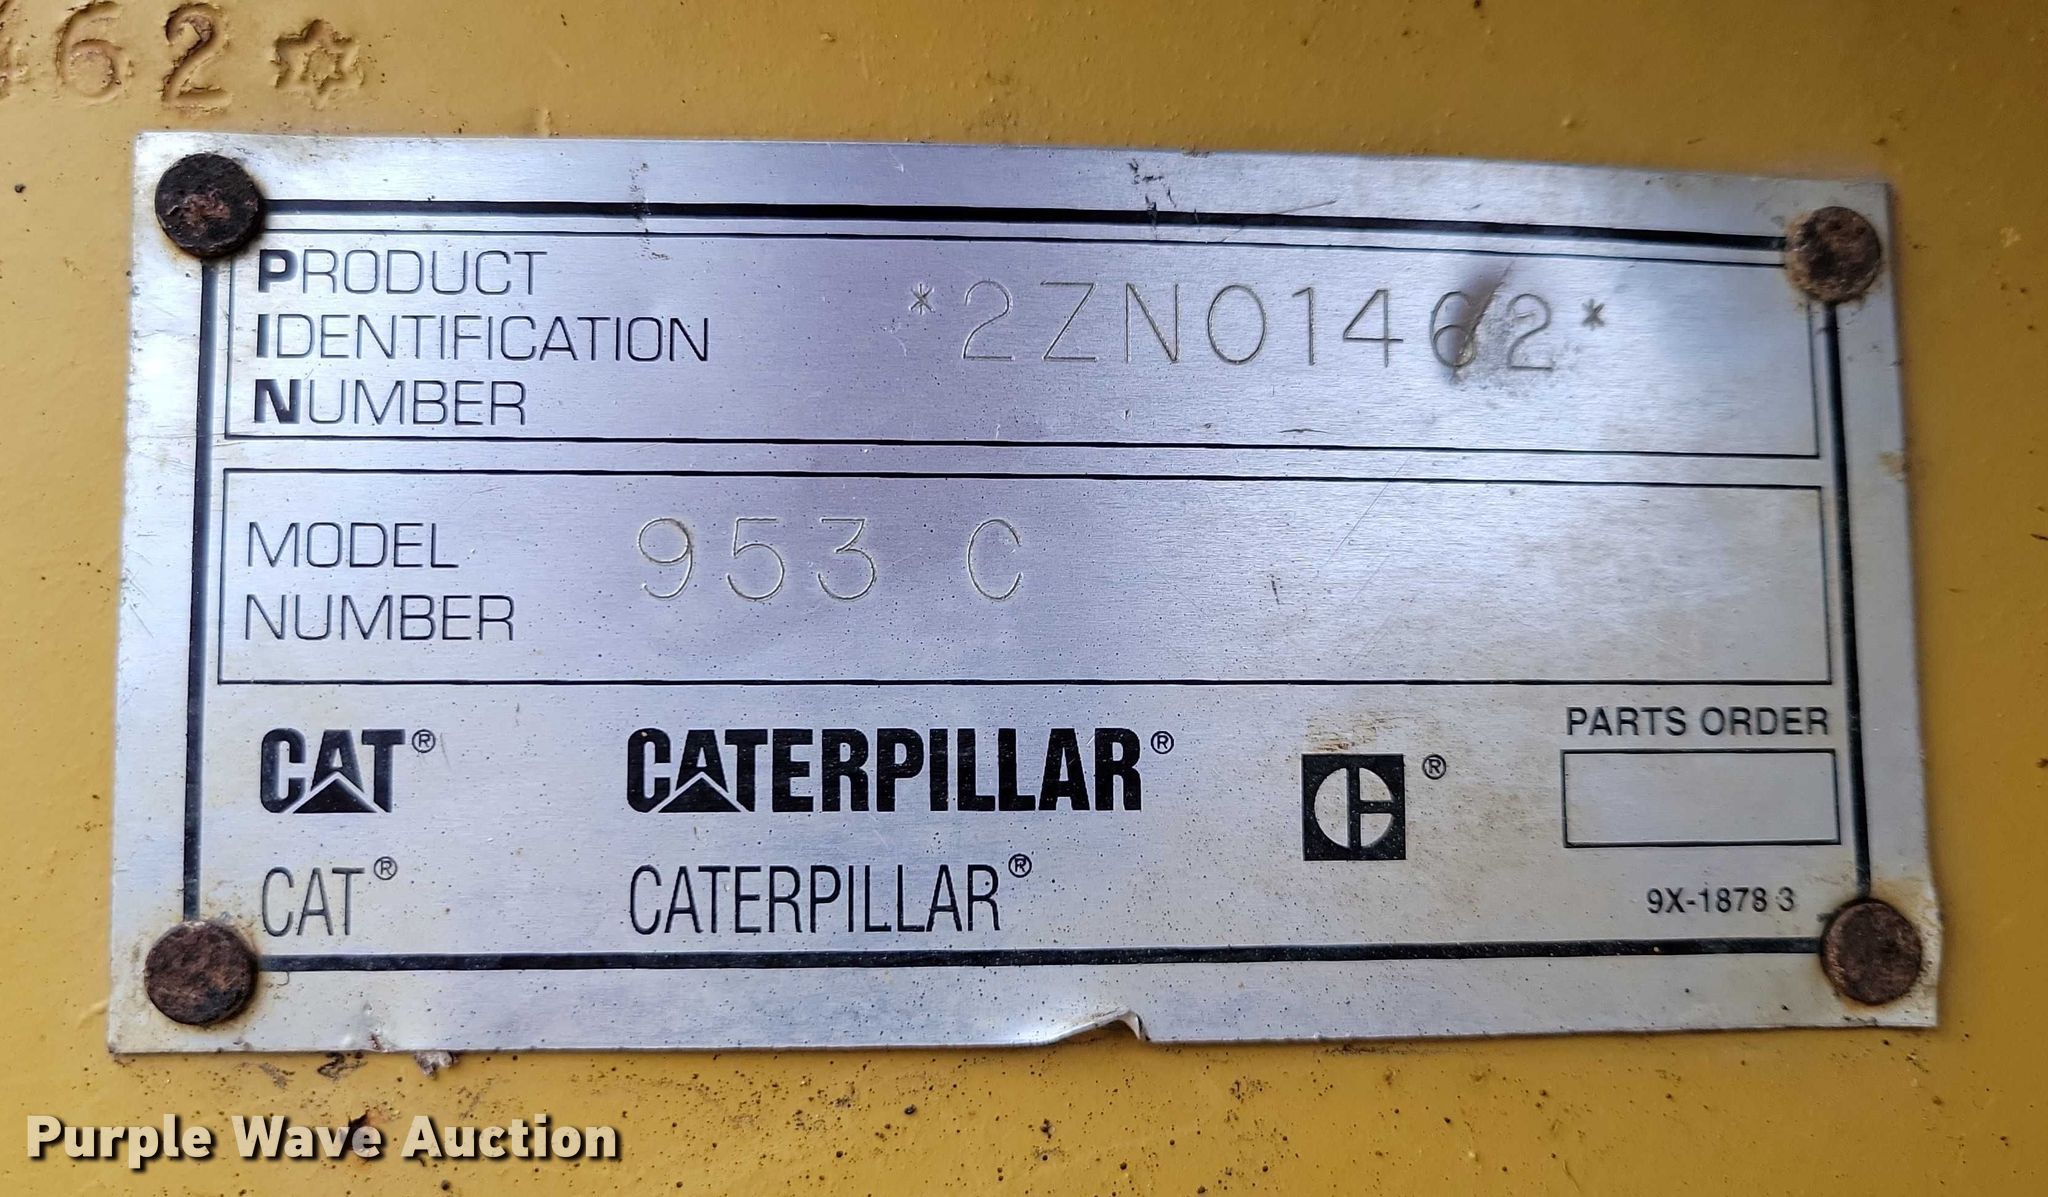 462☆
PRODUCT
IDENTIFICATION
NUMBER
*2ZN01462*
MODEL
NUMBER
953 C
CAT® CATERPILLAR® ®
PARTS ORDER
CAT® CATERPILLAR®
9X-1878 3
Purple Wave Auction